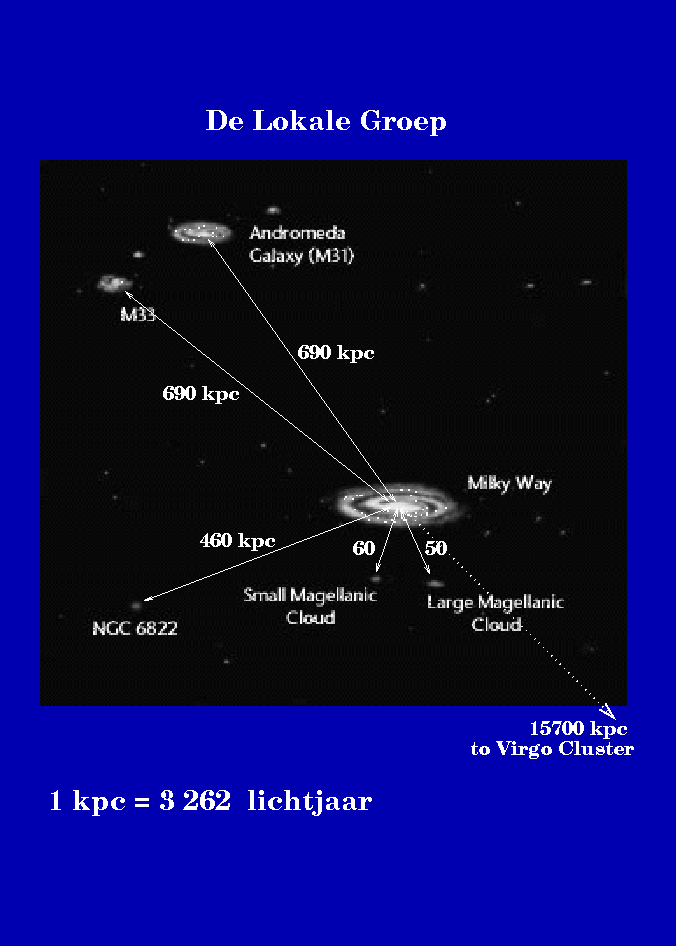 De Lokale Groep
Andromeda
Galaxy (M31)
M33
690 kpc
690 kpc
Milky Way
460 kpc
60
50
Small Magellanic
Cloud
Large Magellanic
Cloud
NGC 6822
15700 kpc
to Virgo Cluster
1 kpc = 3 262 lichtjaar